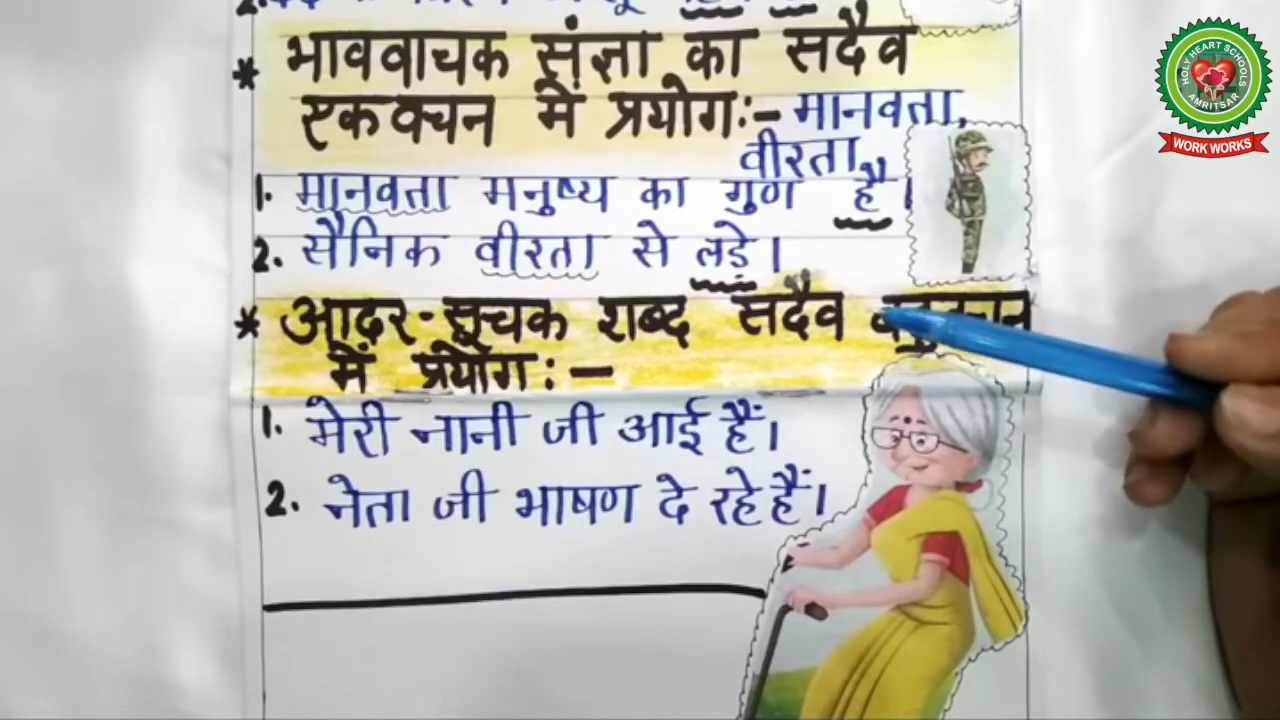 * भाववाचक संज्ञा का सदैव
एकवचन में प्रयोग:- मानवता,
वीरता
1. मानवता मनुष्य का गुण है।
2. सैनिक वीरता से लड़े।
* आदर-सूचक शब्द सदैव
में प्रयोग:-
1. मेरी नानी जी आई हैं।
2. नेता जी भाषण दे रहे हैं।
HOLY HEART SCHOOLS
AMRITSAR
WORK WORKS